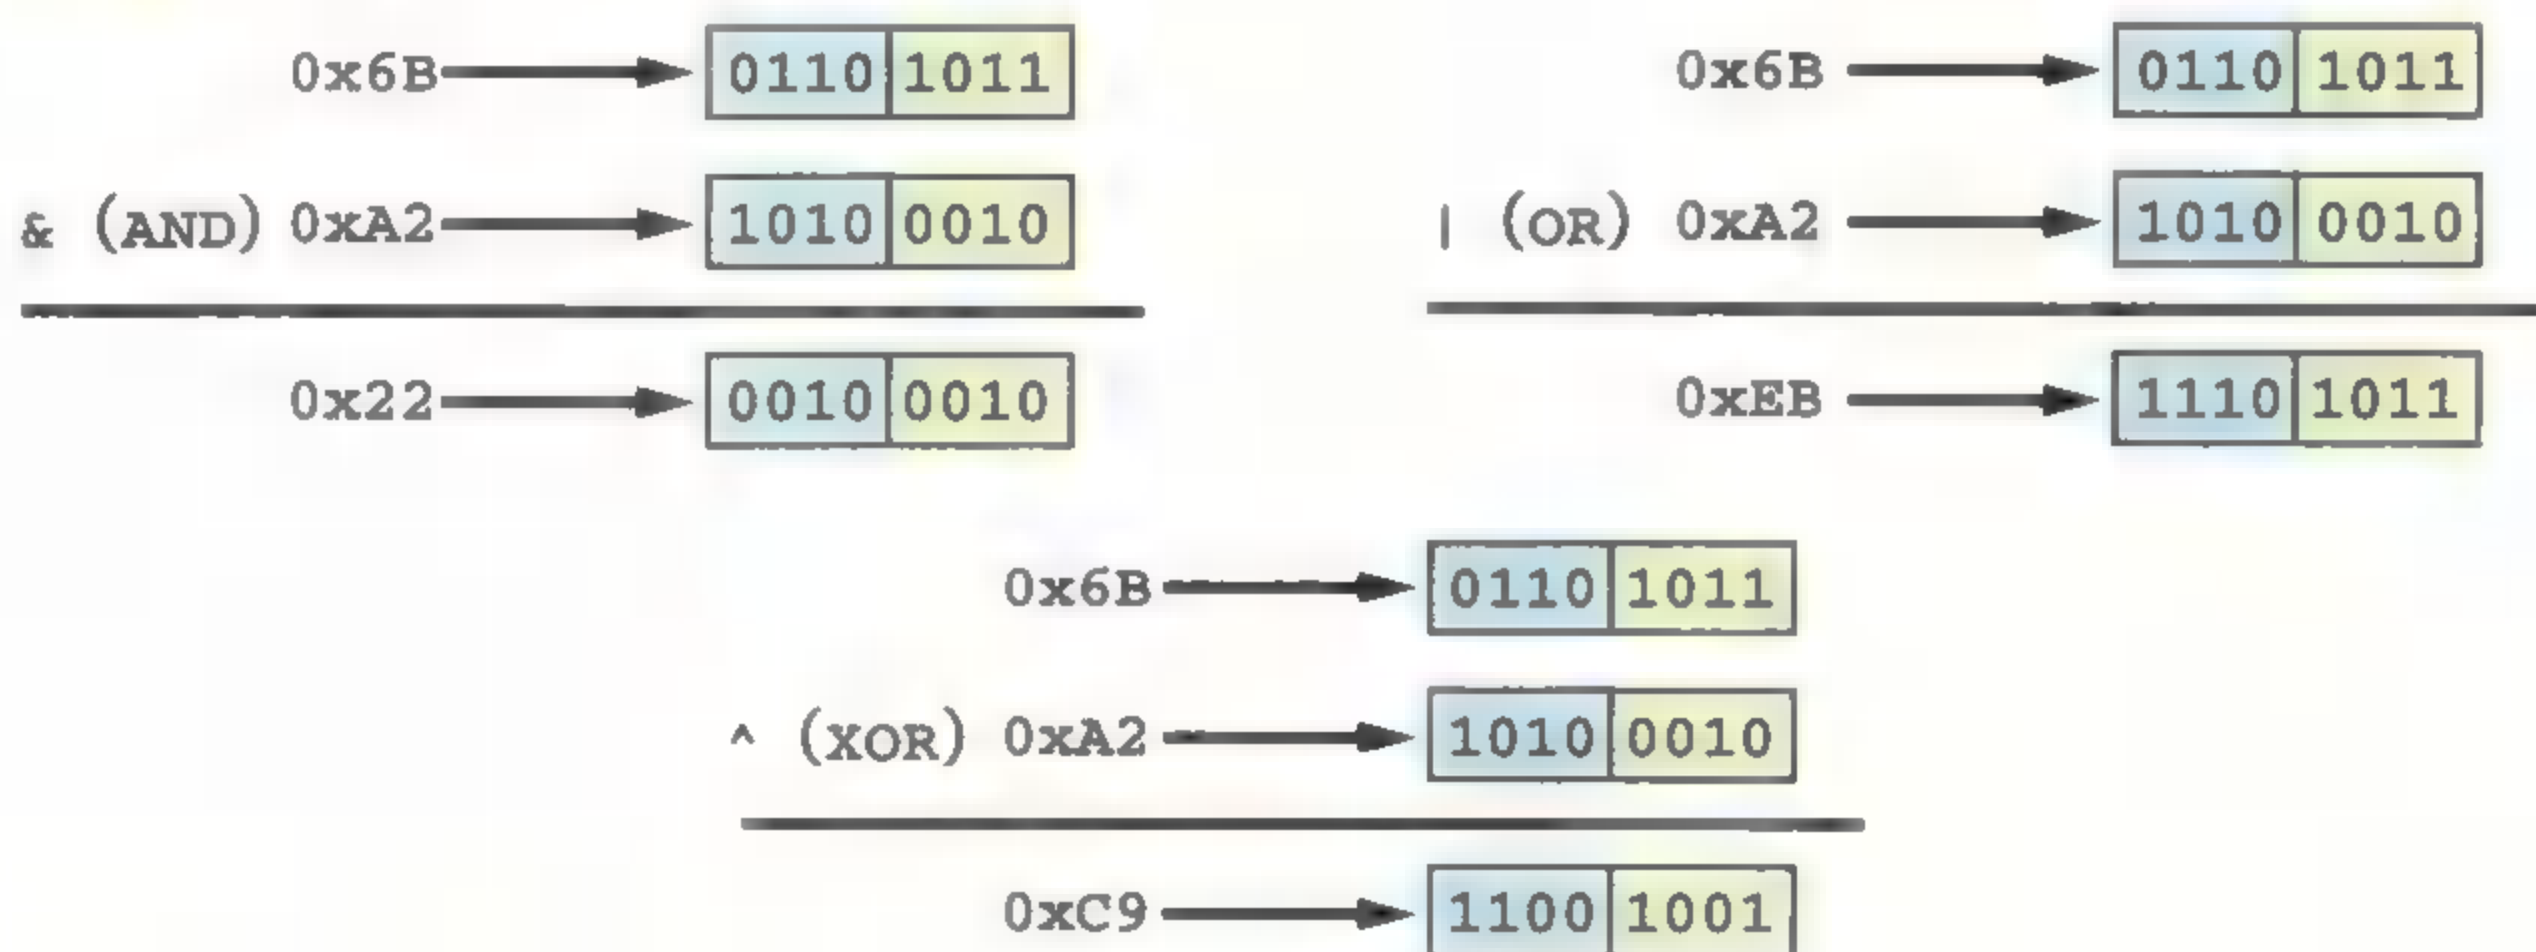 0x6B 0110 1011
& (AND) 0xA2 1010 0010
0x22 0010 0010
0x6B 0110 1011
| (OR) 0xA2 1010 0010
0xEB 1110 1011
0x6B 0110 1011
^ (XOR) 0xA2 1010 0010
0xC9 1100 1001